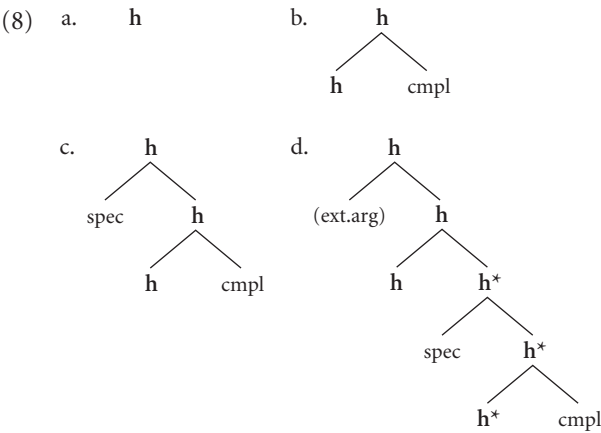 (8) a. h b. h
h cmpl
c. h d. h
spec h (ext.arg) h
h cmpl h h*
spec h*
h* cmpl